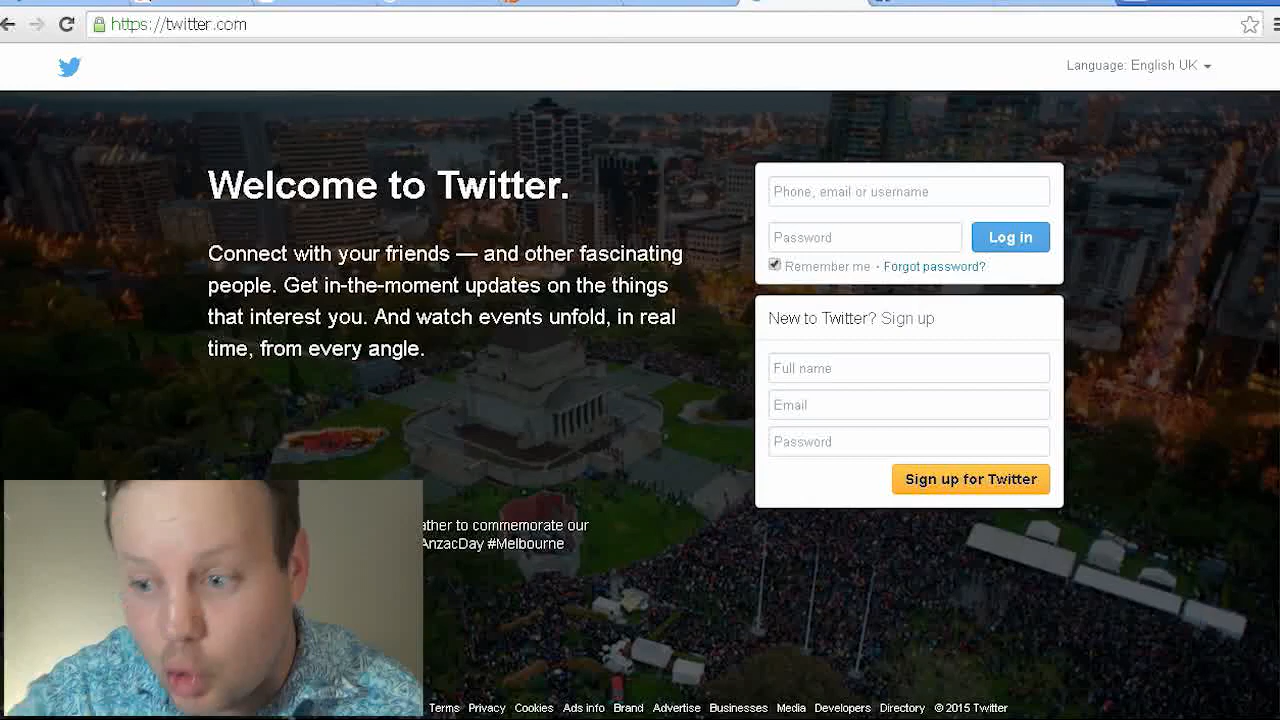 https://twitter.com
Language: English UK
Welcome to Twitter.
Connect with your friends — and other fascinating
people. Get in-the-moment updates on the things
that interest you. And watch events unfold, in real
time, from every angle.
Phone, email or username
Password
Log in
Remember me · Forgot password?
New to Twitter? Sign up
Full name
Email
Password
Sign up for Twitter
ather to commemorate our
AnzacDay #Melbourne
Terms Privacy Cookies Ads info Brand Advertise Businesses Media Developers Directory © 2015 Twitter